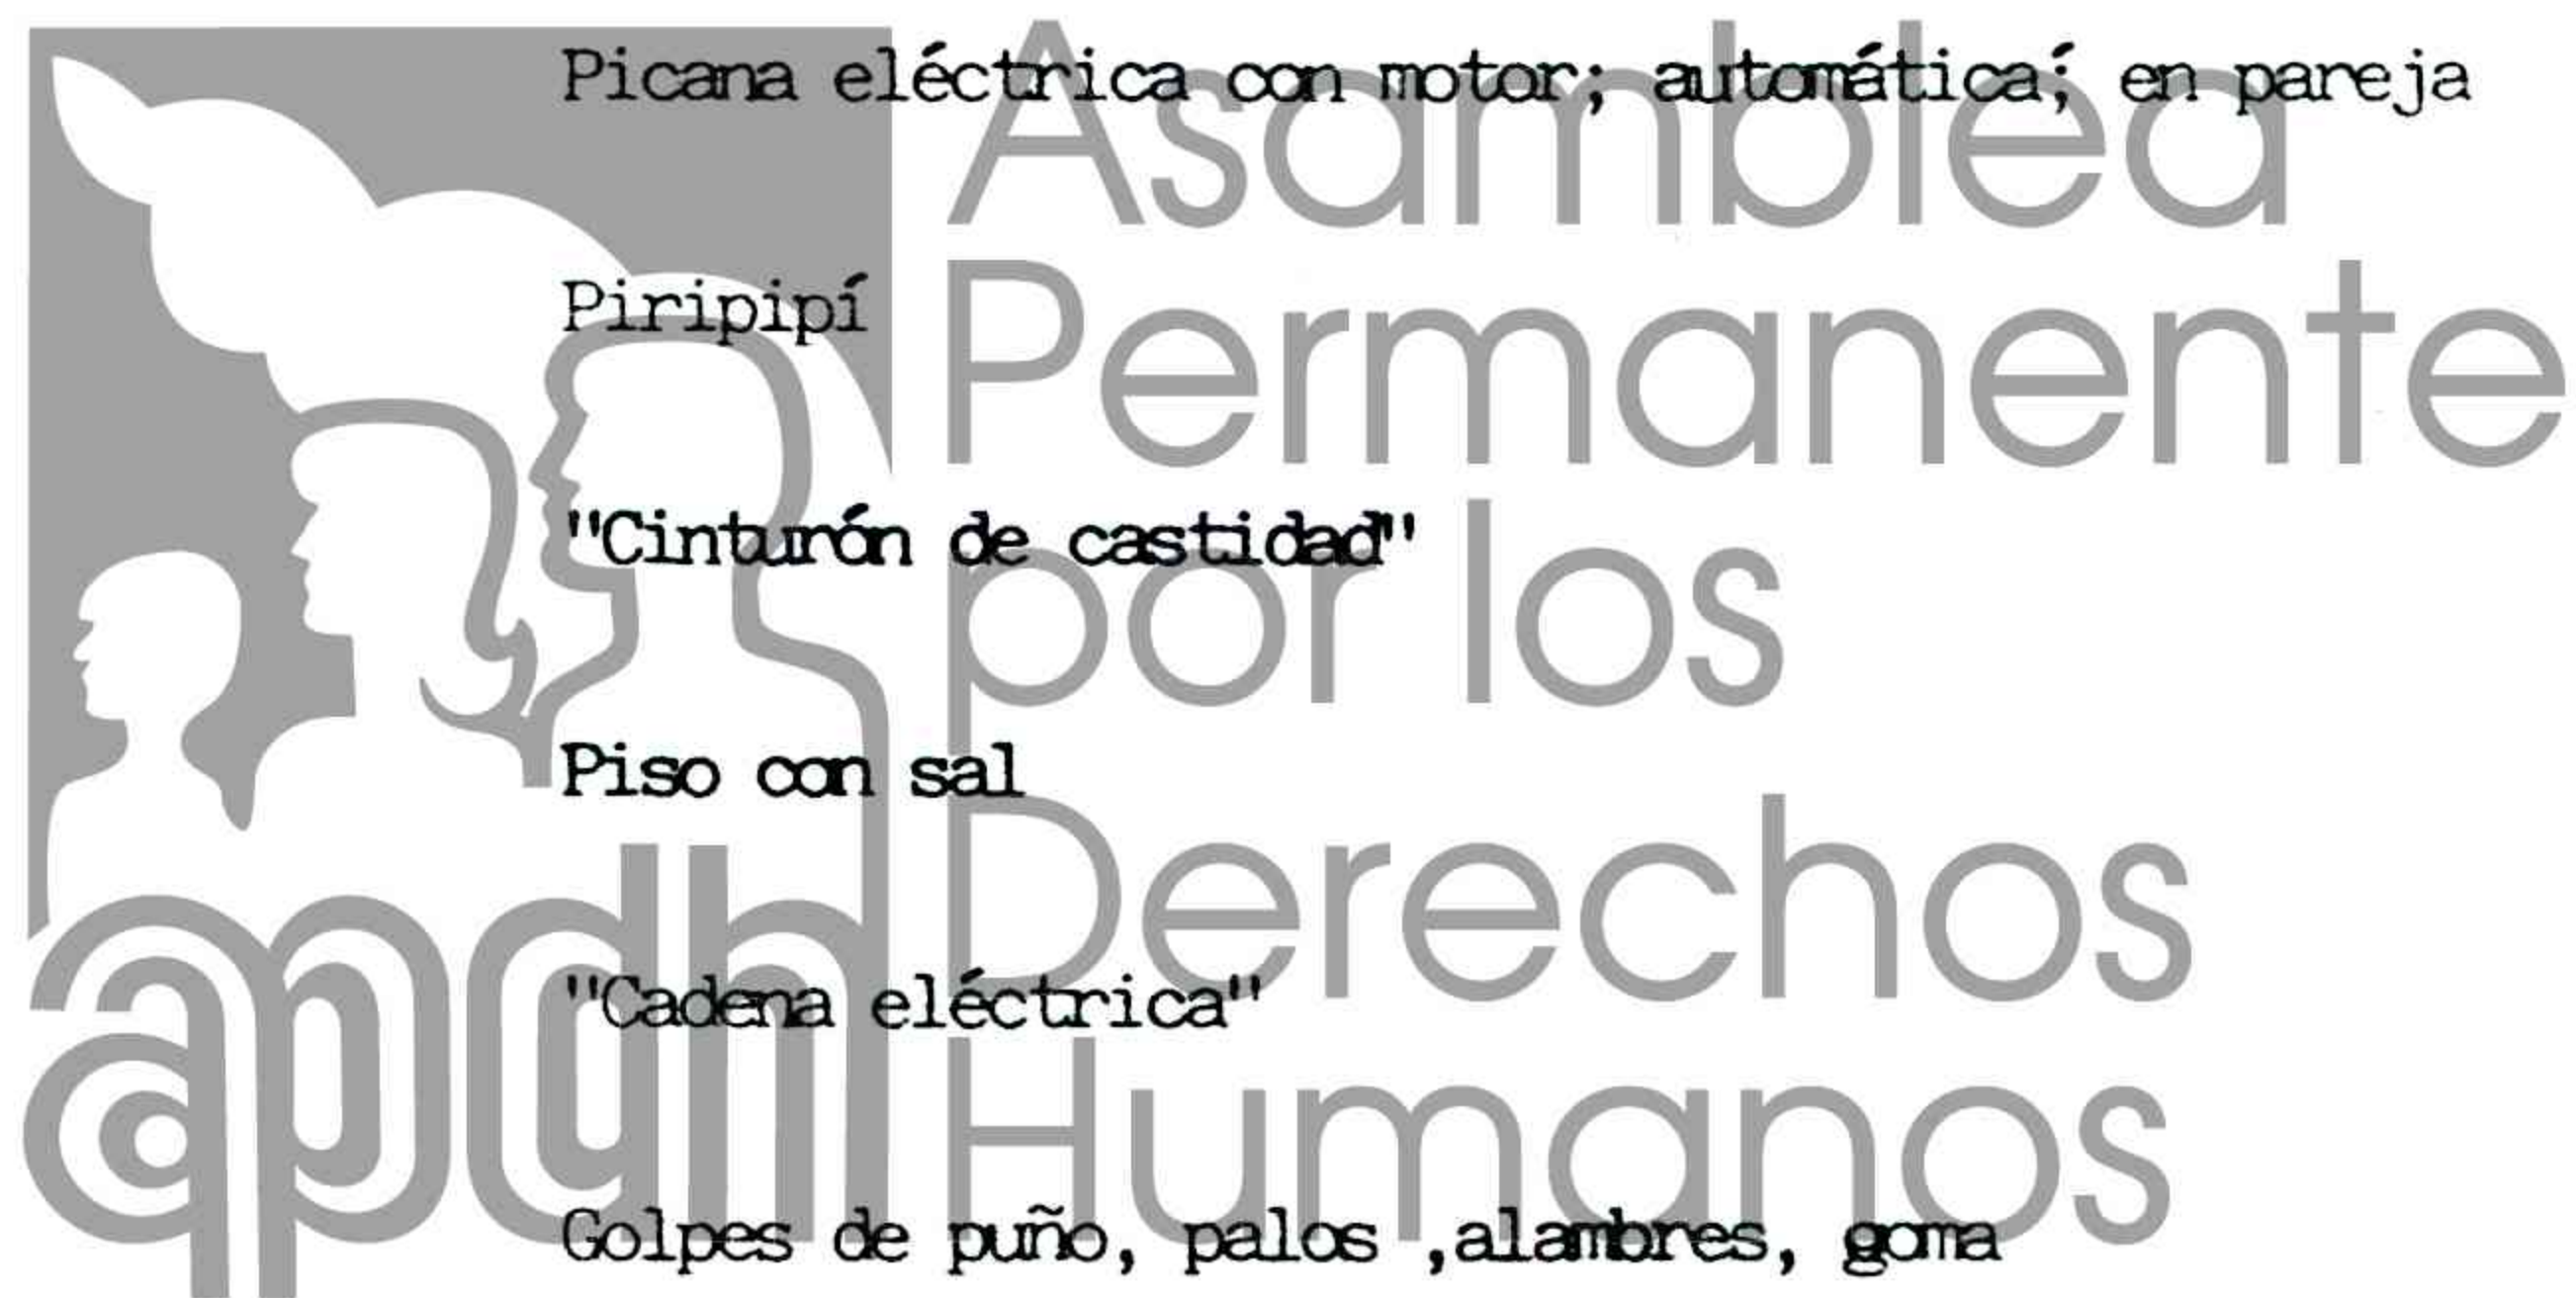 Picana eléctrica con motor; automática; en pareja
Asamblea
Piripipí
Permanente
"Cinturón de castidad"
por los
Piso con sal
Derechos
"Cadena eléctrica"
apdh
Humanos
Golpes de puño, palos ,alambres, goma